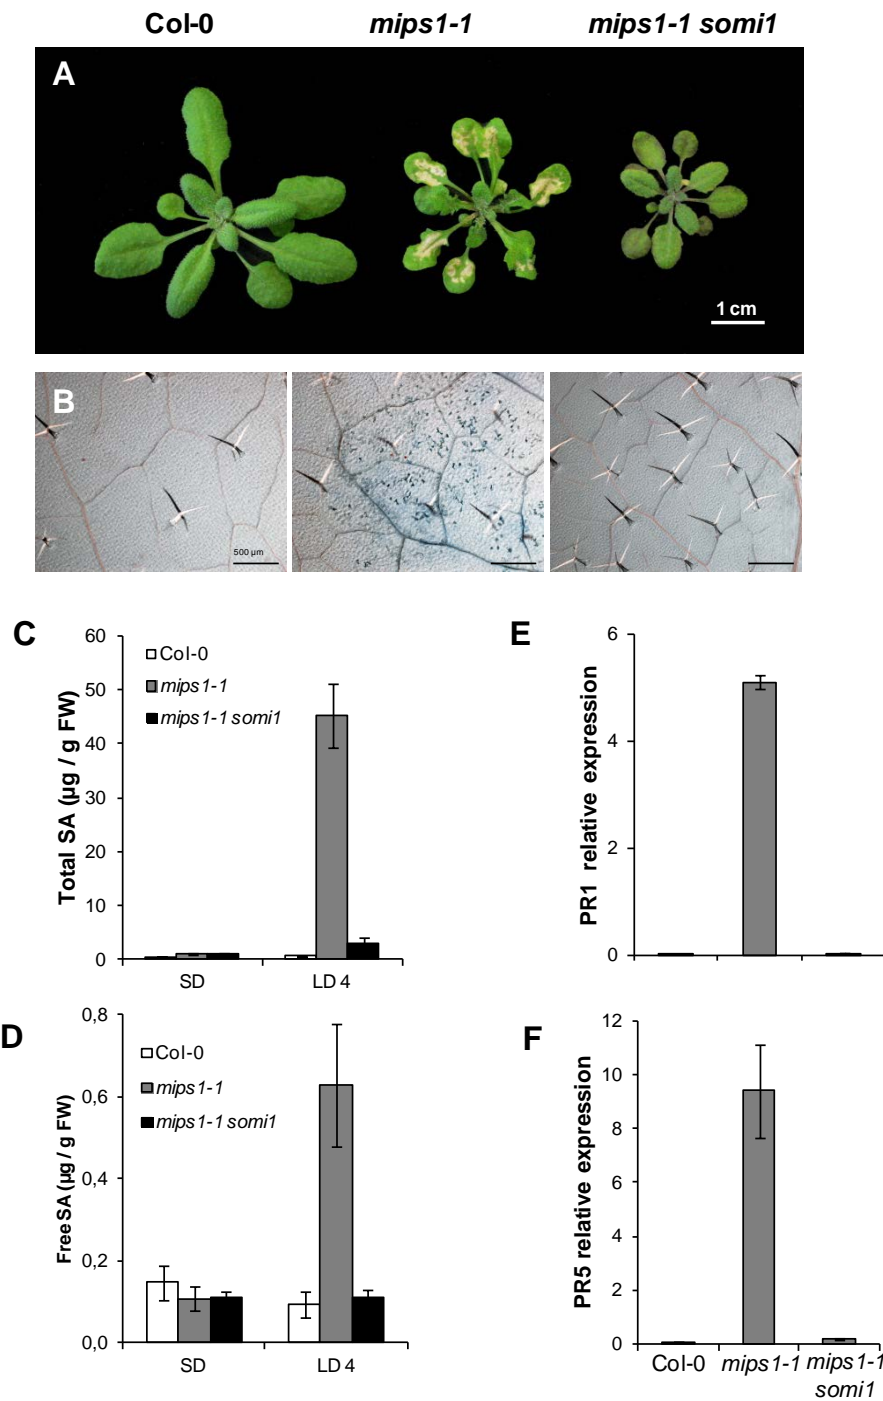 Col-0 mips1-1 mips1-1 somi1
A
1 cm
B
500 µm
C
Total SA (µg / g FW)
60
50
40
30
20
10
0
Col-0
mips1-1
mips1-1 somi1
SD LD 4
E
PR1 relative expression
6
4
2
0
D
Free SA (µg / g FW)
0,8
0,6
0,4
0,2
0,0
Col-0
mips1-1
mips1-1 somi1
SD LD 4
F
PR5 relative expression
12
10
8
6
4
2
0
Col-0 mips1-1 mips1-1
somi1